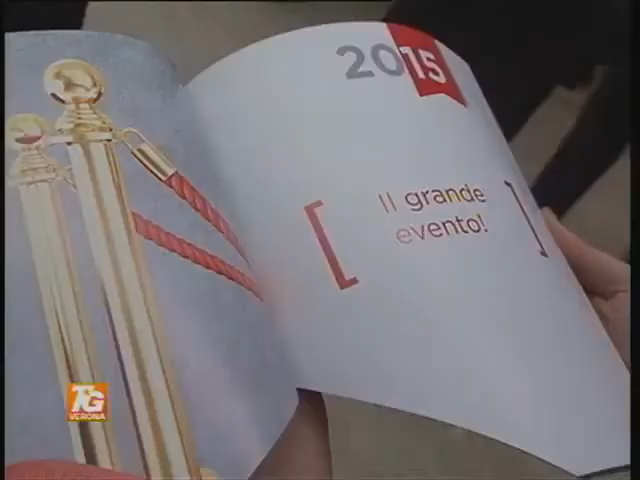 2015
Il grande
evento!
TG
VERONA